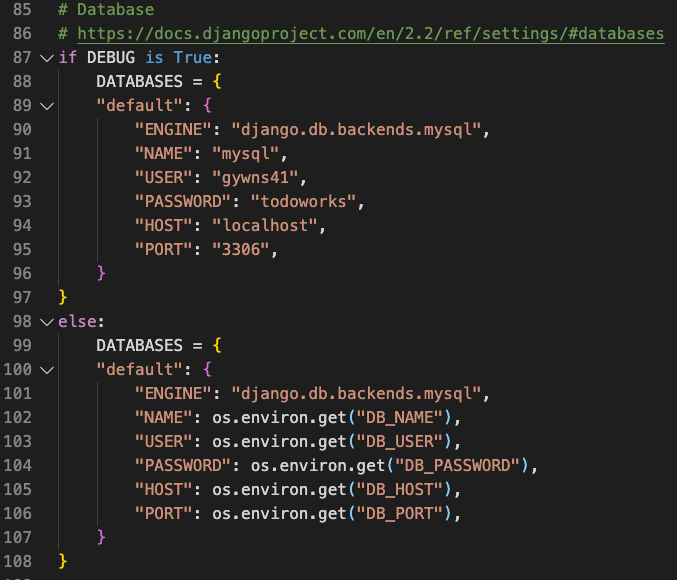 85 # Database
86 # https://docs.djangoproject.com/en/2.2/ref/settings/#databases
87 if DEBUG is True:
88     DATABASES = {
89     "default": {
90         "ENGINE": "django.db.backends.mysql",
91         "NAME": "mysql",
92         "USER": "gywns41",
93         "PASSWORD": "todoworks",
94         "HOST": "localhost",
95         "PORT": "3306",
96     }
97 }
98 else:
99     DATABASES = {
100     "default": {
101         "ENGINE": "django.db.backends.mysql",
102         "NAME": os.environ.get("DB_NAME"),
103         "USER": os.environ.get("DB_USER"),
104         "PASSWORD": os.environ.get("DB_PASSWORD"),
105         "HOST": os.environ.get("DB_HOST"),
106         "PORT": os.environ.get("DB_PORT"),
107     }
108 }